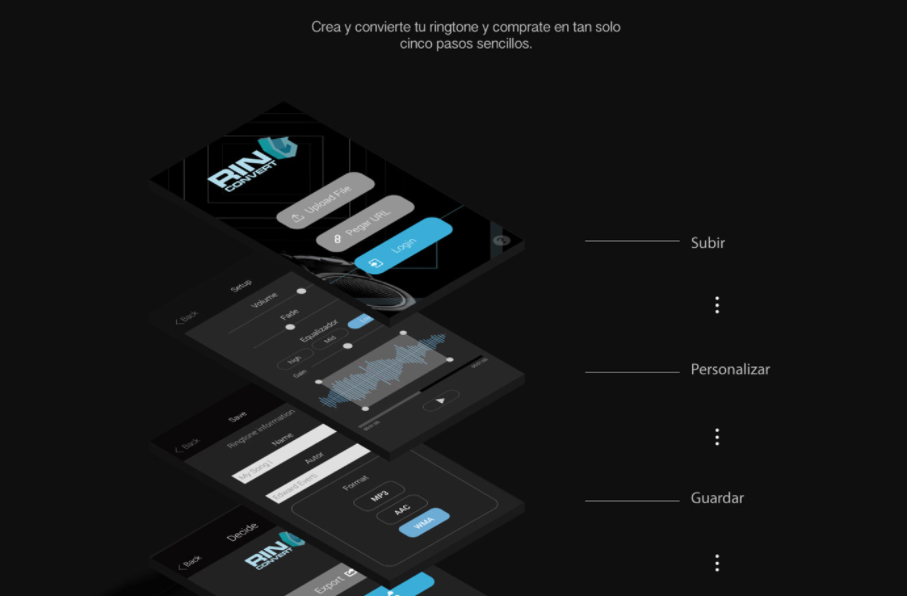 Crea y convierte tu ringtone y comprate en tan solo
cinco pasos sencillos.
RIN
CONVERT
Upload File
Pegar URL
Login
Subir
Back
Setup
Volume
Fade
Equalizador
high
Mid
Gain
Personalizar
Back
Save
Ringtone information
Name
My Song I
Autor
Edward Everb
Format
MP3
AAC
WMA
Guardar
Back
Decide
RIN
CONVERT
Export